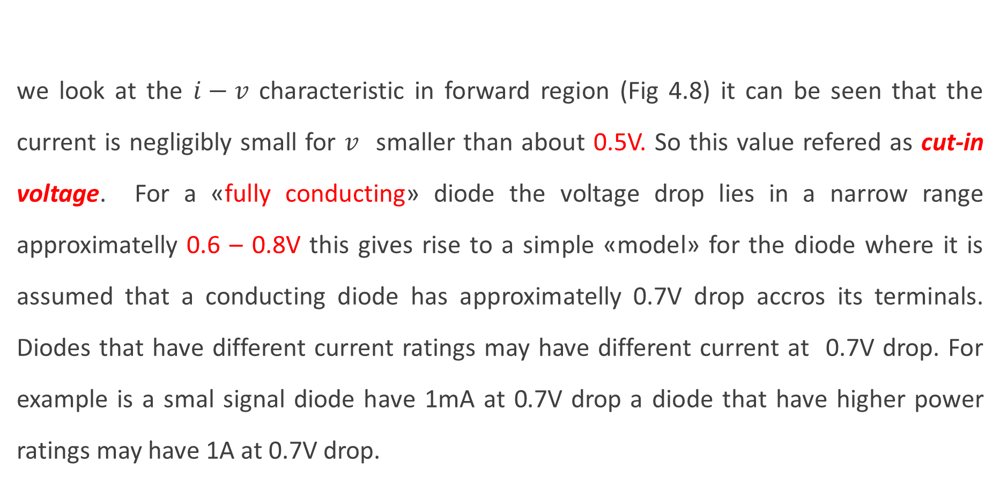 we look at the 𝑖 − 𝑣 characteristic in forward region (Fig 4.8) it can be seen that the
current is negligibly small for 𝑣 smaller than about 0.5V. So this value refered as cut-in
voltage. For a «fully conducting» diode the voltage drop lies in a narrow range
approximatelly 0.6 – 0.8V this gives rise to a simple «model» for the diode where it is
assumed that a conducting diode has approximatelly 0.7V drop accros its terminals.
Diodes that have different current ratings may have different current at 0.7V drop. For
example is a smal signal diode have 1mA at 0.7V drop a diode that have higher power
ratings may have 1A at 0.7V drop.